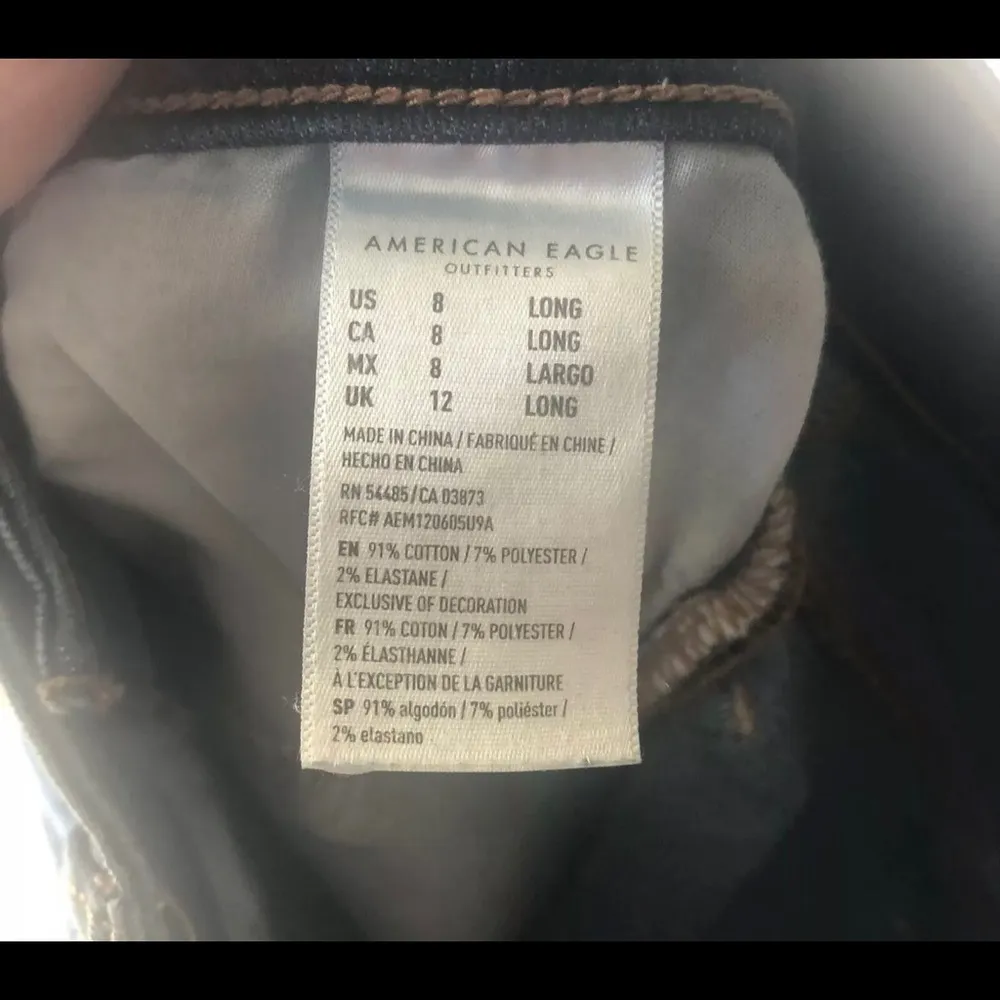 AMERICAN EAGLE
OUTFITTERS
US 8 LONG
CA 8 LONG
MX 8 LARGO
UK 12 LONG
MADE IN CHINA / FABRIQUÉ EN CHINE /
HECHO EN CHINA
RN 54485 / CA 03873
RFC# AEM120605U9A
EN 91% COTTON / 7% POLYESTER /
2% ELASTANE /
EXCLUSIVE OF DECORATION
FR 91% COTON / 7% POLYESTER /
2% ÉLASTHANNE /
À L'EXCEPTION DE LA GARNITURE
SP 91% algodón / 7% poliéster /
2% elastano